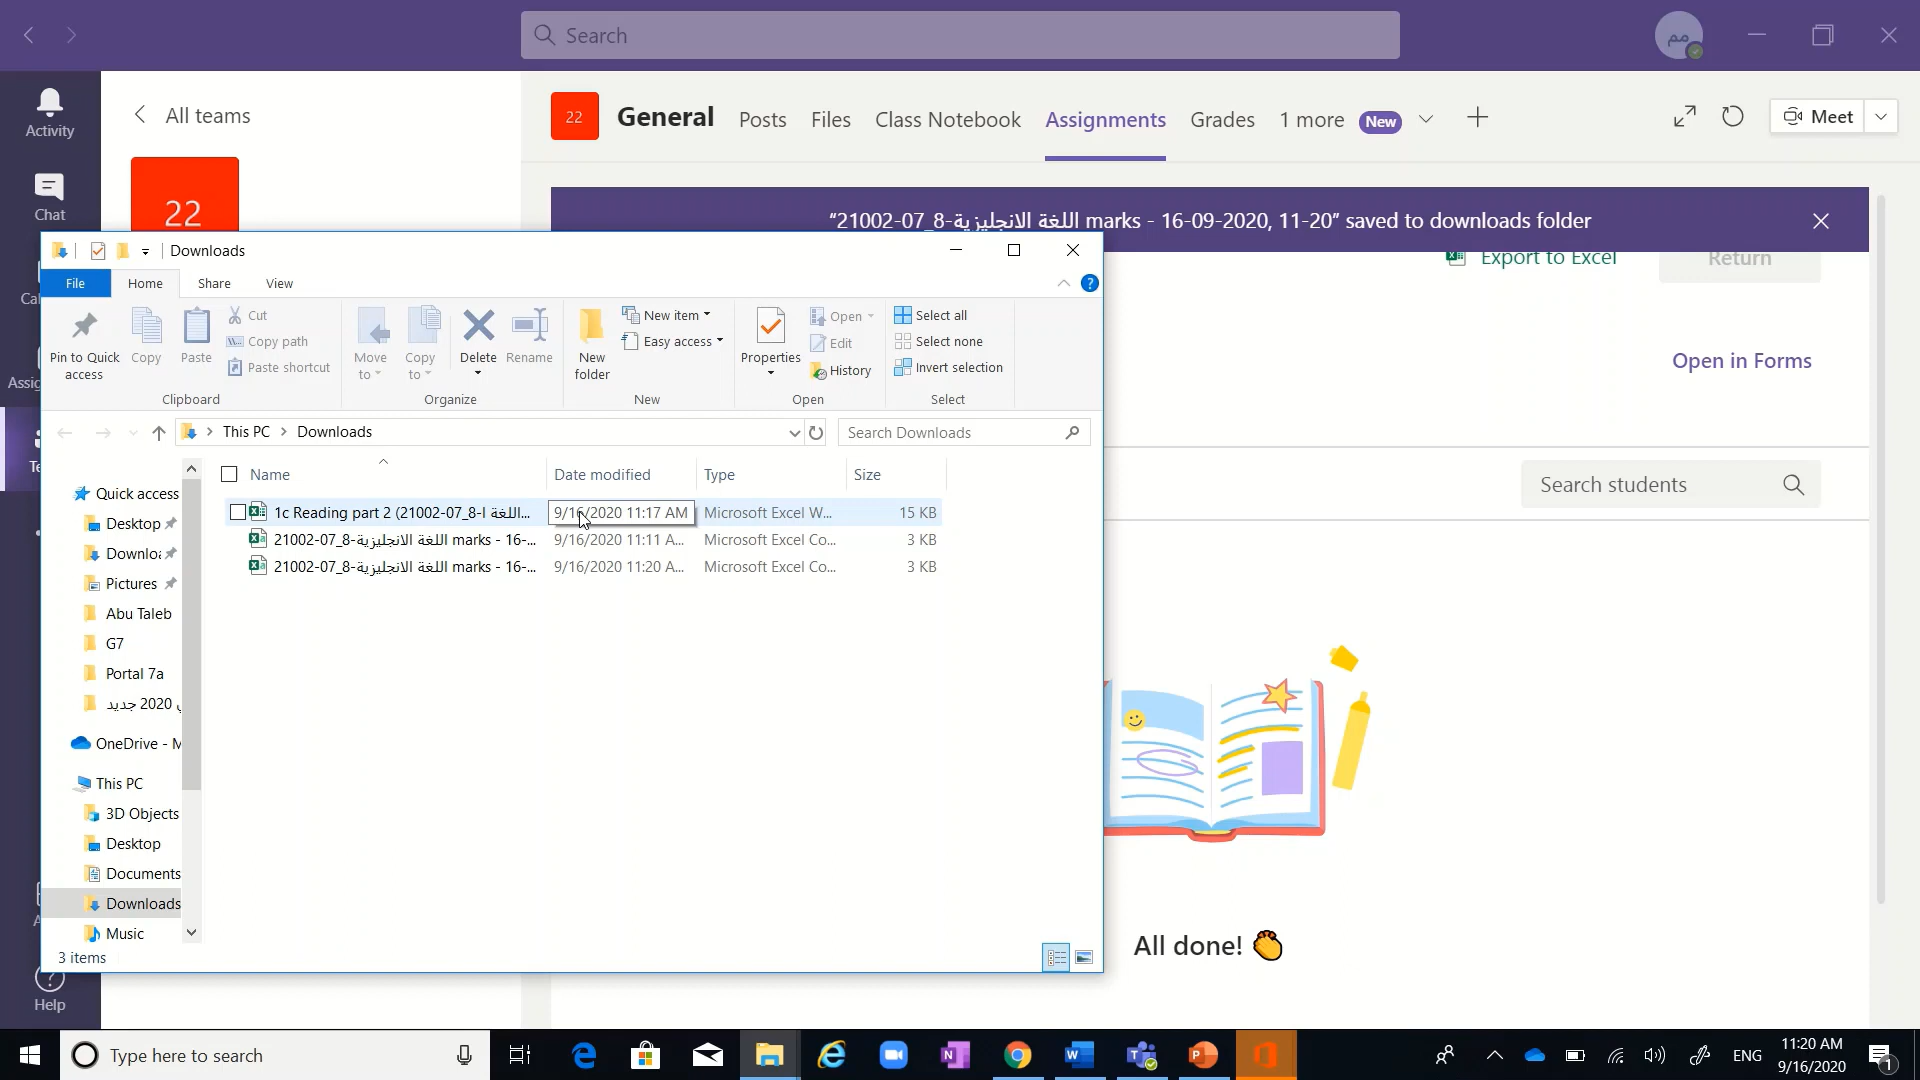 Search
مم
Activity
All teams
22
General
Posts
Files
Class Notebook
Assignments
Grades
1 more
New
Meet
Chat
22
"21002-07_8-اللغة الانجليزية marks - 16-09-2020, 11-20" saved to downloads folder
Export to Excel
Return
Open in Forms
Search students
All done!
Help
Downloads
File
Home
Share
View
Pin to Quick access
Copy
Paste
Cut
Copy path
Paste shortcut
Clipboard
Move to
Copy to
Delete
Rename
Organize
New folder
New item
Easy access
New
Properties
Open
Edit
History
Open
Select all
Select none
Invert selection
Select
This PC
Downloads
Search Downloads
Name
Date modified
Type
Size
1c Reading part 2 (21002-07_8-اللغة ا...
9/16/2020 11:17 AM
Microsoft Excel W...
15 KB
21002-07_8-اللغة الانجليزية marks - 16-...
9/16/2020 11:11 A...
Microsoft Excel Co...
3 KB
21002-07_8-اللغة الانجليزية marks - 16-...
9/16/2020 11:20 A...
Microsoft Excel Co...
3 KB
Quick access
Desktop
Downloa
Pictures
Abu Taleb
G7
Portal 7a
2020 جديد
OneDrive - M
This PC
3D Objects
Desktop
Documents
Downloads
Music
3 items
Type here to search
ENG
11:20 AM
9/16/2020
1